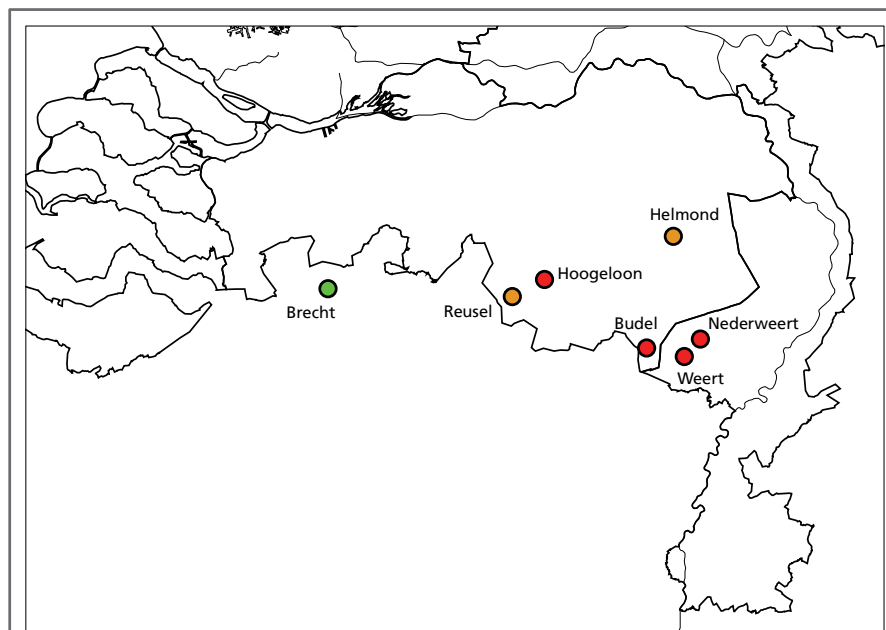 Helmond
Hoogeloon
Brecht
Reusel
Budel
Nederweert
Weert